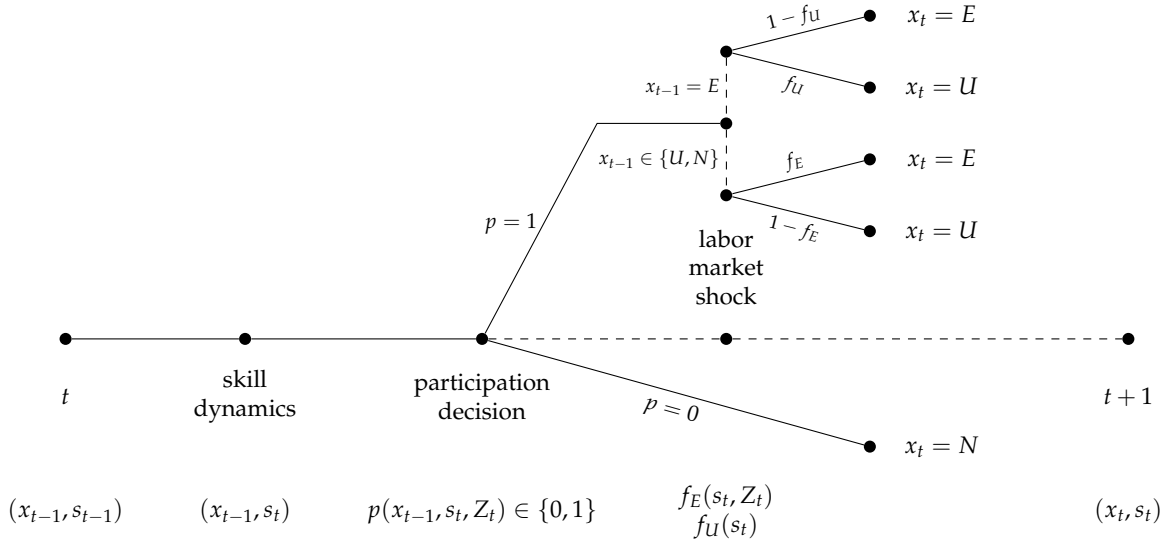 1 − f_U
x_t = E
f_U
x_t = U
x_{t−1} = E
x_{t−1} ∈ {U, N}
f_E
x_t = E
1 − f_E
x_t = U
p = 1
labor
market
shock
t
skill
dynamics
participation
decision
p = 0
t + 1
x_t = N
(x_{t−1}, s_{t−1})
(x_{t−1}, s_t)
p(x_{t−1}, s_t, Z_t) ∈ {0, 1}
f_E(s_t, Z_t)
f_U(s_t)
(x_t, s_t)